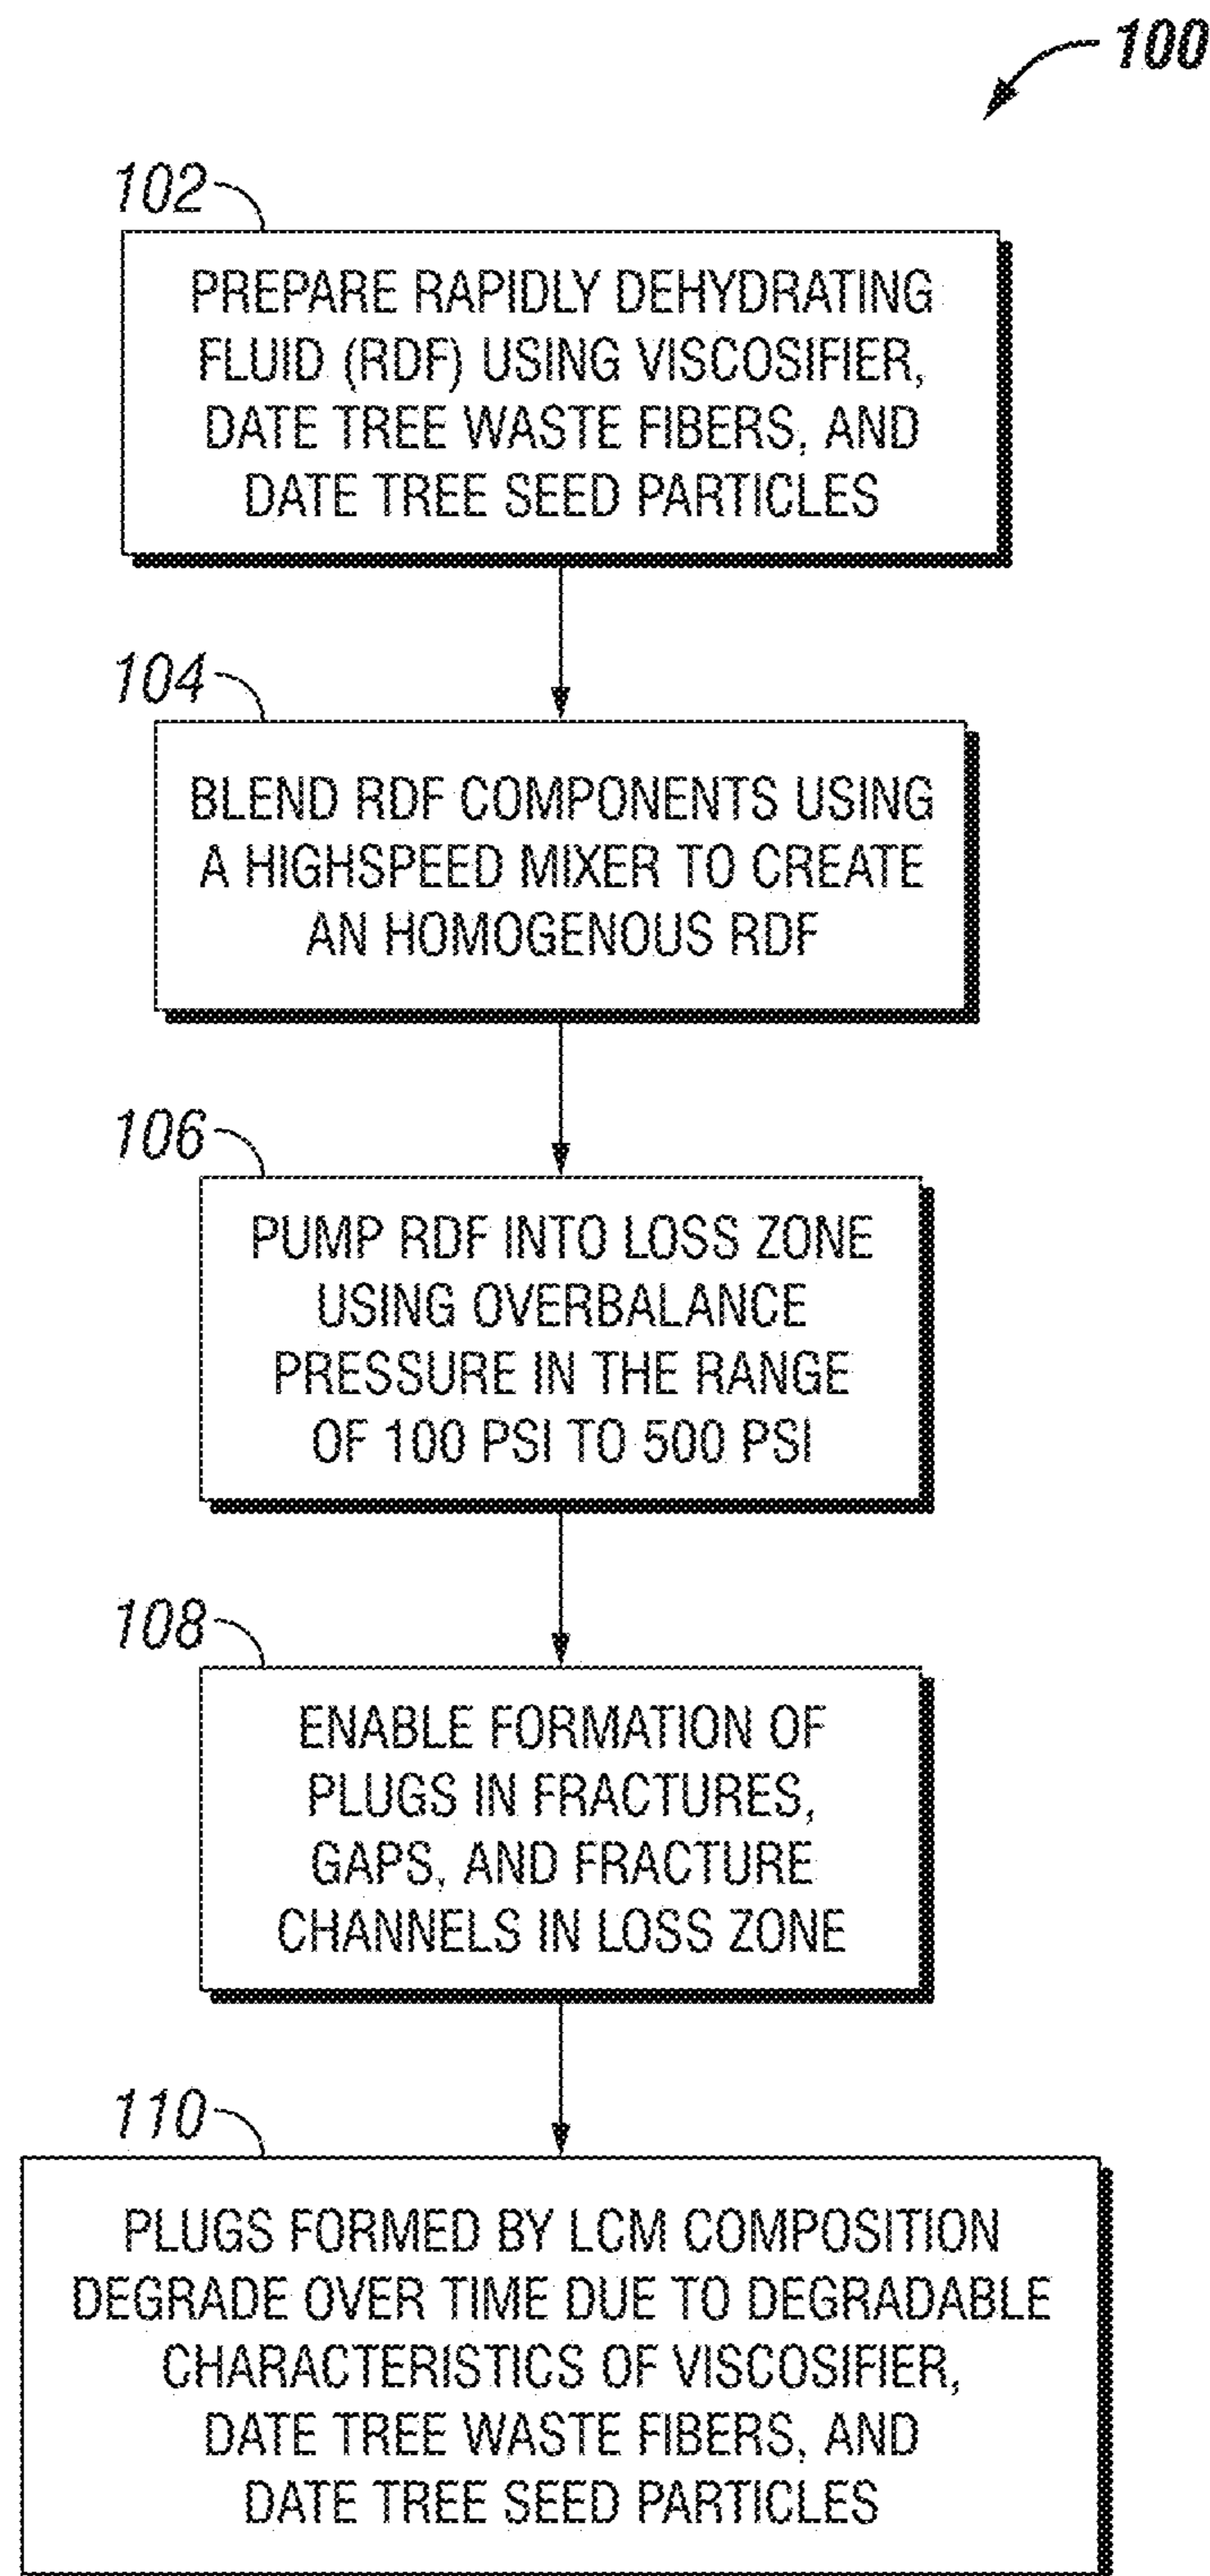 100
102
PREPARE RAPIDLY DEHYDRATING
FLUID (RDF) USING VISCOSIFIER,
DATE TREE WASTE FIBERS, AND
DATE TREE SEED PARTICLES
104
BLEND RDF COMPONENTS USING
A HIGHSPEED MIXER TO CREATE
AN HOMOGENOUS RDF
106
PUMP RDF INTO LOSS ZONE
USING OVERBALANCE
PRESSURE IN THE RANGE
OF 100 PSI TO 500 PSI
108
ENABLE FORMATION OF
PLUGS IN FRACTURES,
GAPS, AND FRACTURE
CHANNELS IN LOSS ZONE
110
PLUGS FORMED BY LCM COMPOSITION
DEGRADE OVER TIME DUE TO DEGRADABLE
CHARACTERISTICS OF VISCOSIFIER,
DATE TREE WASTE FIBERS, AND
DATE TREE SEED PARTICLES